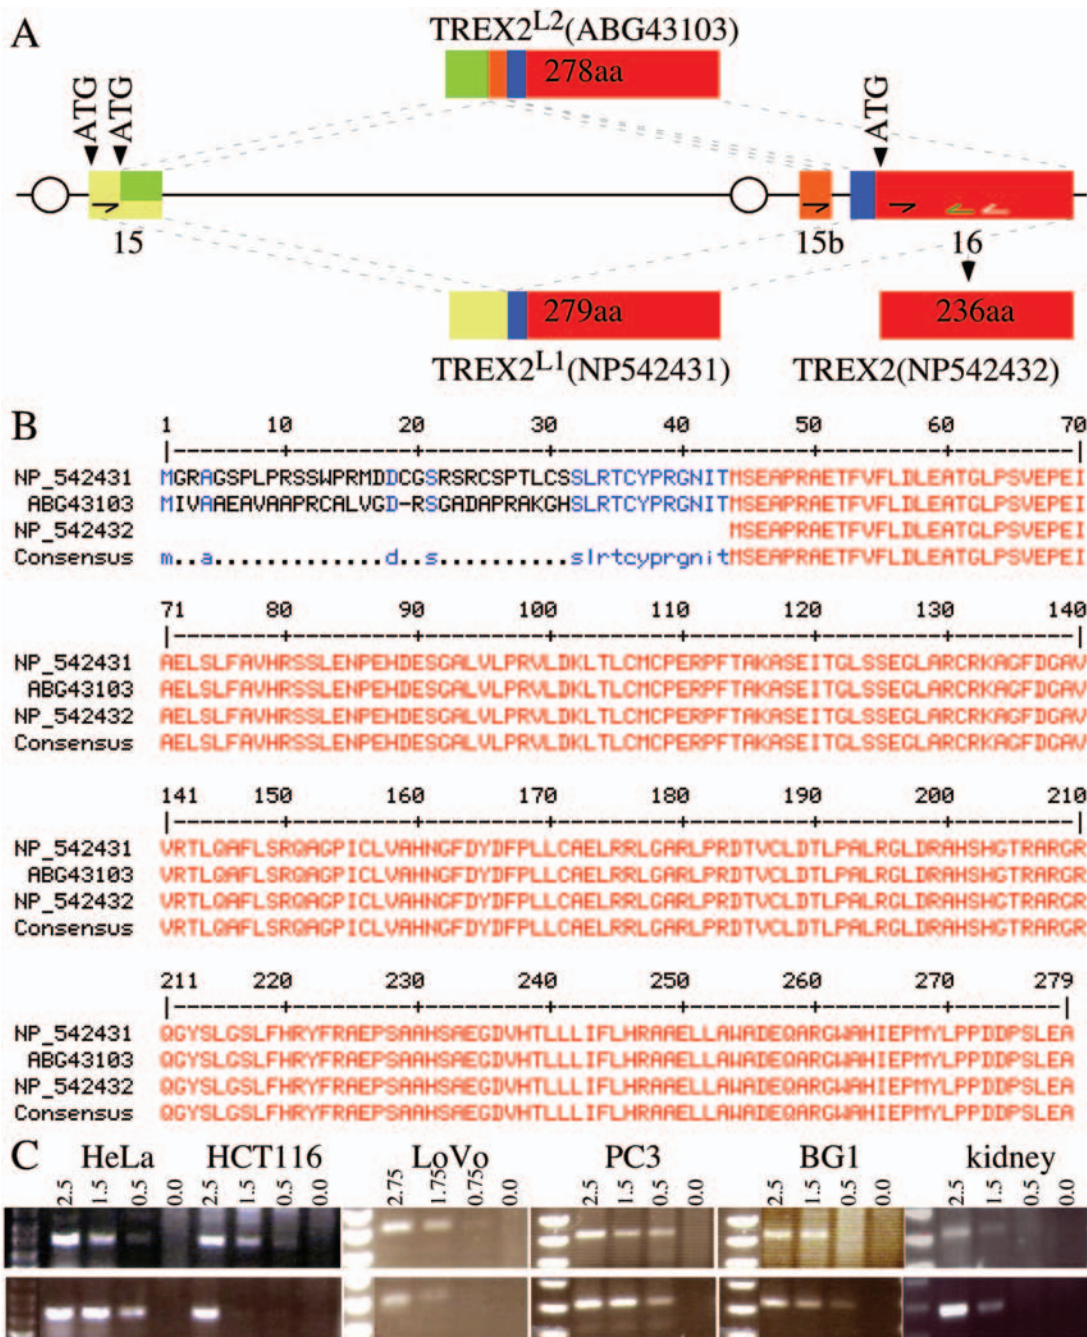 A
TREX2L2(ABG43103)
278aa
ATG
ATG
ATG
15
15b
16
279aa
236aa
TREX2L1(NP542431)
TREX2(NP542432)
B
1 10 20 30 40 50 60 70
|--------+---------+---------+---------+---------+---------+---------|
NP_542431 MGRAGSPLPRSSWPRMDDCGSRSRCSPTLCSSLRTCYPRGNITMSEAPRAETFVFLDLEATGLPSVEPEI
ABG43103 MIVAAEAVAAPRCALVGD-RSGADAPRAKGHSLRTCYPRGNITMSEAPRAETFVFLDLEATGLPSVEPEI
NP_542432 MSEAPRAETFVFLDLEATGLPSVEPEI
Consensus m..a.............d..s..........slrtcyprgnitMSEAPRAETFVFLDLEATGLPSVEPEI
71 80 90 100 110 120 130 140
|--------+---------+---------+---------+---------+---------+---------|
NP_542431 AELSLFAVHRSSLENPEHDESGALVLPRVLDKLTLCMCPERPFTAKASEITGLSSEGLARCRKAGFDGAV
ABG43103 AELSLFAVHRSSLENPEHDESGALVLPRVLDKLTLCMCPERPFTAKASEITGLSSEGLARCRKAGFDGAV
NP_542432 AELSLFAVHRSSLENPEHDESGALVLPRVLDKLTLCMCPERPFTAKASEITGLSSEGLARCRKAGFDGAV
Consensus AELSLFAVHRSSLENPEHDESGALVLPRVLDKLTLCMCPERPFTAKASEITGLSSEGLARCRKAGFDGAV
141 150 160 170 180 190 200 210
|--------+---------+---------+---------+---------+---------+---------|
NP_542431 VRTLQAFLSRQAGPICLVAHNGFDYDFPLLCAELRRLGARLPRDTVCLDTLPALRGLDRAHSHGTRARGR
ABG43103 VRTLQAFLSRQAGPICLVAHNGFDYDFPLLCAELRRLGARLPRDTVCLDTLPALRGLDRAHSHGTRARGR
NP_542432 VRTLQAFLSRQAGPICLVAHNGFDYDFPLLCAELRRLGARLPRDTVCLDTLPALRGLDRAHSHGTRARGR
Consensus VRTLQAFLSRQAGPICLVAHNGFDYDFPLLCAELRRLGARLPRDTVCLDTLPALRGLDRAHSHGTRARGR
211 220 230 240 250 260 270 279
|--------+---------+---------+---------+---------+---------+--------|
NP_542431 QGYSLGSLFHRYFRAEPSAAHSAEGDVHTLLLIFLHRAAELLAWADEQARGWAHIEPMYLPPDDPSLEA
ABG43103 QGYSLGSLFHRYFRAEPSAAHSAEGDVHTLLLIFLHRAAELLAWADEQARGWAHIEPMYLPPDDPSLEA
NP_542432 QGYSLGSLFHRYFRAEPSAAHSAEGDVHTLLLIFLHRAAELLAWADEQARGWAHIEPMYLPPDDPSLEA
Consensus QGYSLGSLFHRYFRAEPSAAHSAEGDVHTLLLIFLHRAAELLAWADEQARGWAHIEPMYLPPDDPSLEA
C HeLa HCT116 LoVo PC3 BG1 kidney
2.5 1.5 0.5 0.0 2.5 1.5 0.5 0.0 2.75 1.75 0.75 0.0 2.5 1.5 0.5 0.0 2.5 1.5 0.5 0.0 2.5 1.5 0.5 0.0